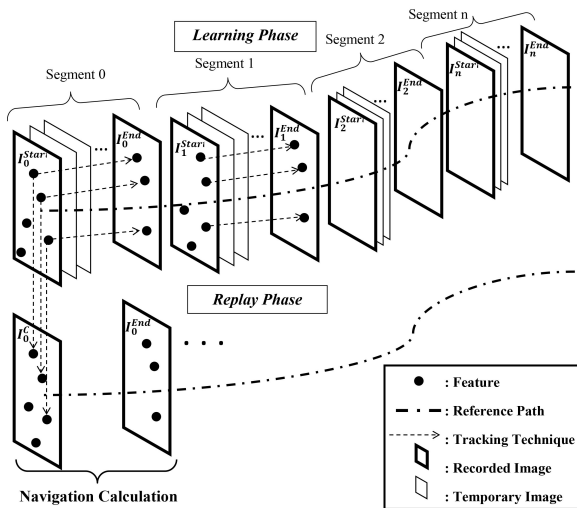 Learning Phase
Segment 0
Segment 1
Segment 2
Segment n
I_0^Start
...
I_0^End
I_1^Start
...
I_1^End
I_2^Start
...
I_2^End
I_n^Start
...
I_n^End
Replay Phase
I_0^C
I_0^End
. . .
Navigation Calculation
: Feature
: Reference Path
: Tracking Technique
: Recorded Image
: Temporary Image